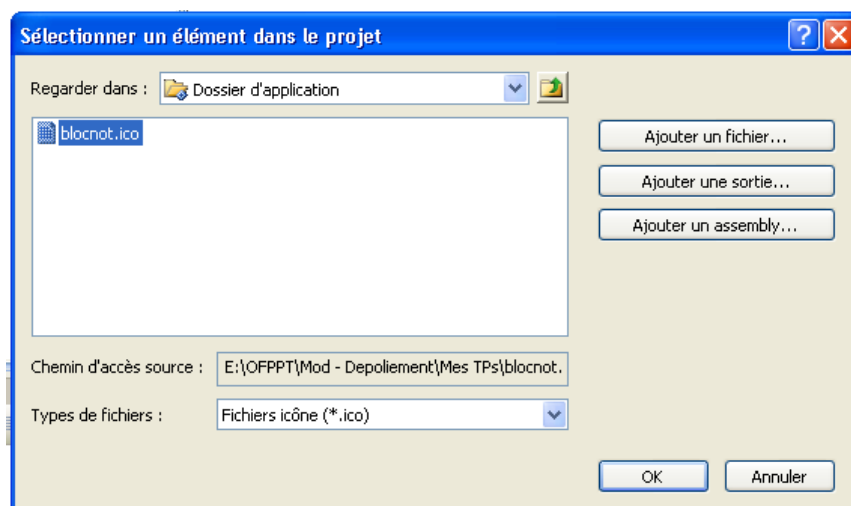 Sélectionner un élément dans le projet
Regarder dans : Dossier d'application
blocnot.ico
Ajouter un fichier...
Ajouter une sortie...
Ajouter un assembly...
Chemin d'accès source : E:\OFPPT\Mod - Depoliement\Mes TPs\blocnot.
Types de fichiers : Fichiers icône (*.ico)
OK Annuler